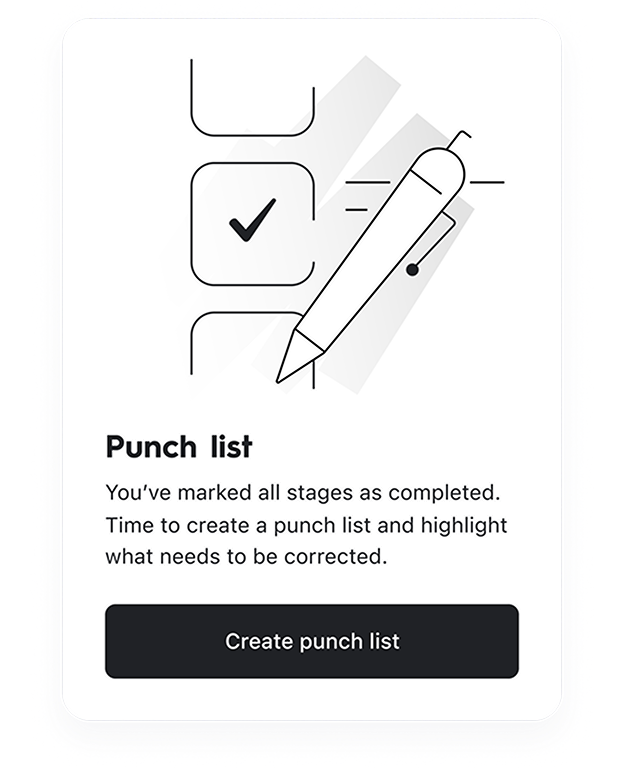 Punch list
You’ve marked all stages as completed.
Time to create a punch list and highlight
what needs to be corrected.
Create punch list